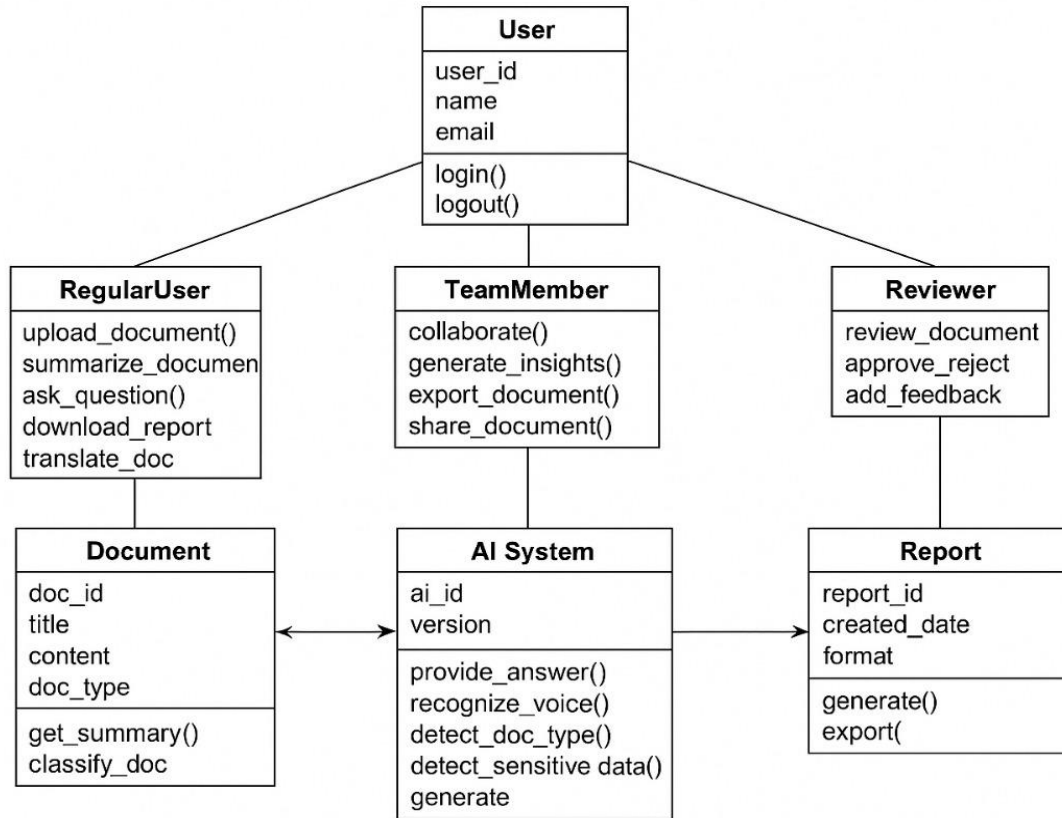 User
user_id
name
email
login()
logout()
RegularUser
upload_document()
summarize_documen
ask_question()
download_report
translate_doc
TeamMember
collaborate()
generate_insights()
export_document()
share_document()
Reviewer
review_document
approve_reject
add_feedback
Document
doc_id
title
content
doc_type
get_summary()
classify_doc
AI System
ai_id
version
provide_answer()
recognize_voice()
detect_doc_type()
detect_sensitive data()
generate
Report
report_id
created_date
format
generate()
export(